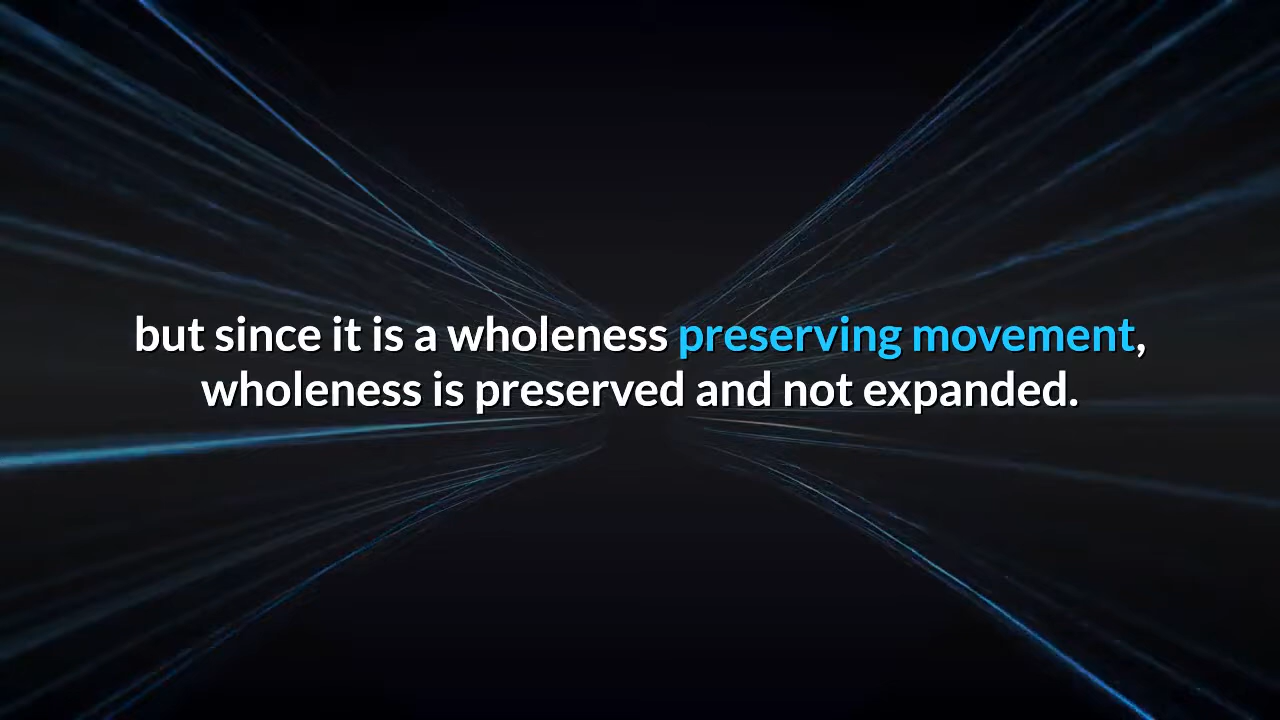 but since it is a wholeness preserving movement,
wholeness is preserved and not expanded.